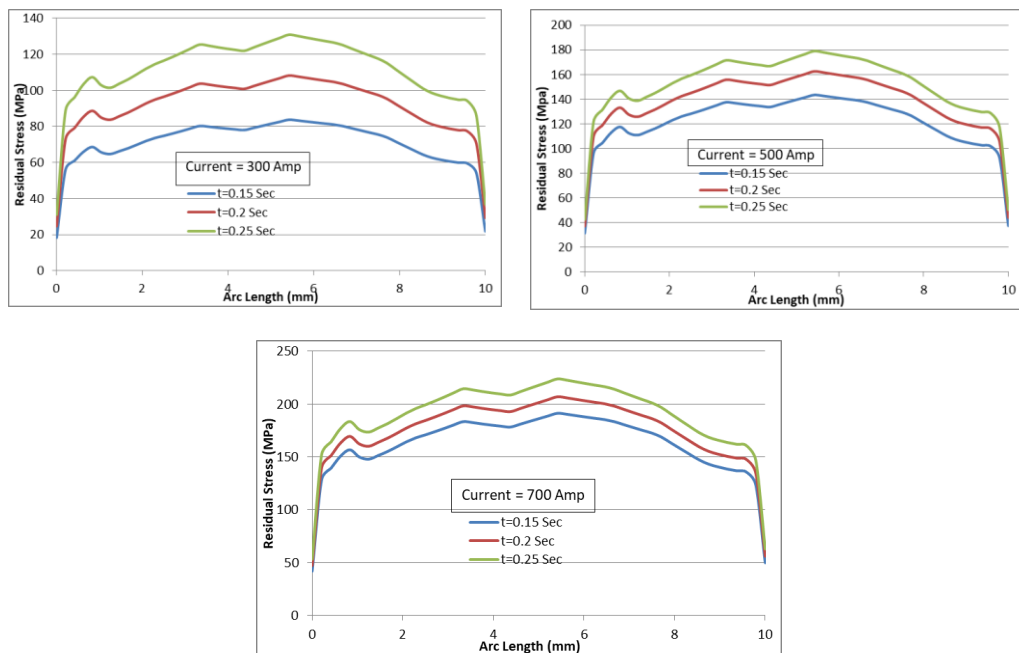 140
120
100
80
60
40
20
0
Residual Stress (MPa)
Current = 300 Amp
t=0.15 Sec
t=0.2 Sec
t=0.25 Sec
0 2 4 6 8 10
Arc Length (mm)
200
180
160
140
120
100
80
60
40
20
0
Residual Stress (Mpa)
Current = 500 Amp
t=0.15 Sec
t=0.2 Sec
t=0.25 Sec
0 2 4 6 8 10
Arc Length (mm)
250
200
150
100
50
0
Residual Stress (MPa)
Current = 700 Amp
t=0.15 Sec
t=0.2 Sec
t=0.25 Sec
0 2 4 6 8 10
Arc Length (mm)